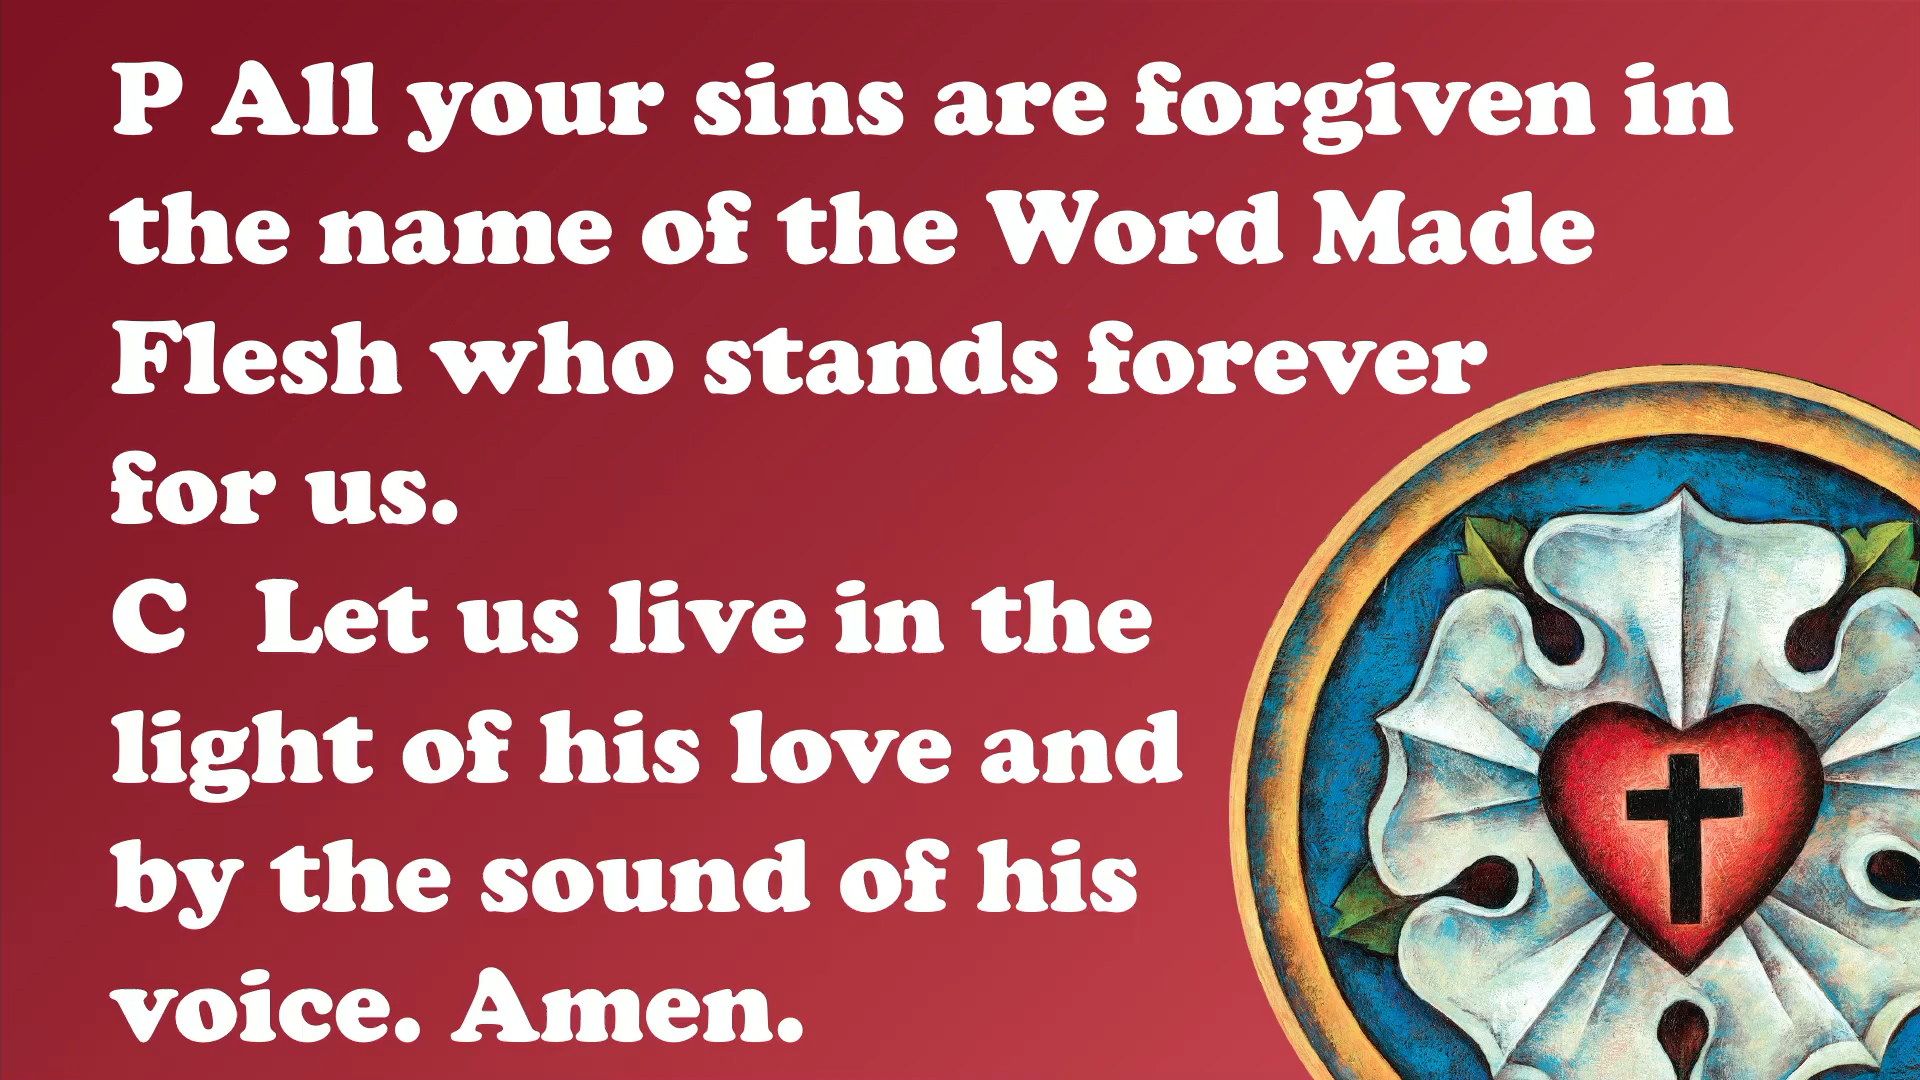 P All your sins are forgiven in
the name of the Word Made
Flesh who stands forever
for us.
C Let us live in the
light of his love and
by the sound of his
voice. Amen.